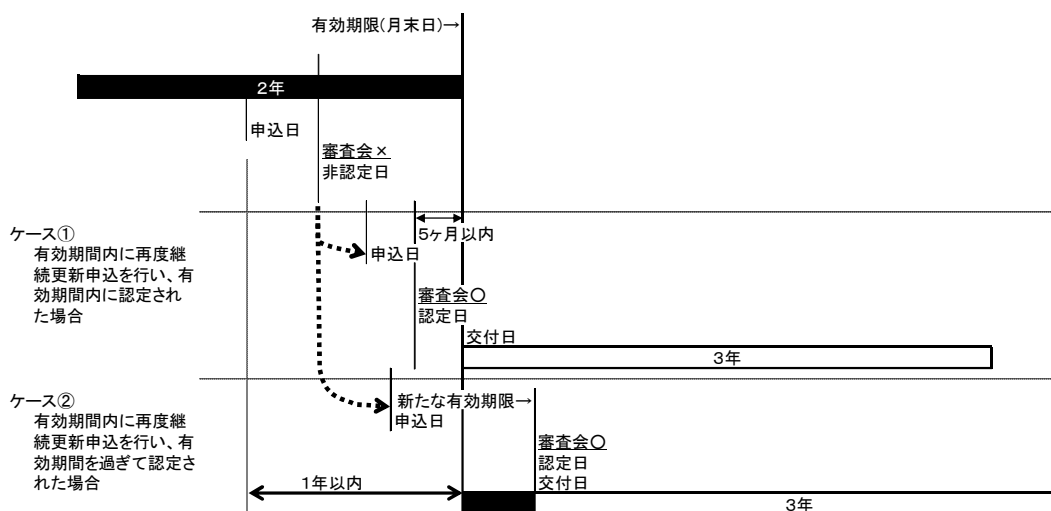 有効期限(月末日)→
2年
申込日
審査会×
非認定日
ケース①
有効期間内に再度継
続更新申込を行い、有
効期間内に認定され
た場合
5ヶ月以内
申込日
審査会〇
認定日
交付日
3年
ケース②
有効期間内に再度継
続更新申込を行い、有
効期間を過ぎて認定さ
れた場合
新たな有効期限→
申込日
審査会〇
認定日
交付日
1年以内
3年